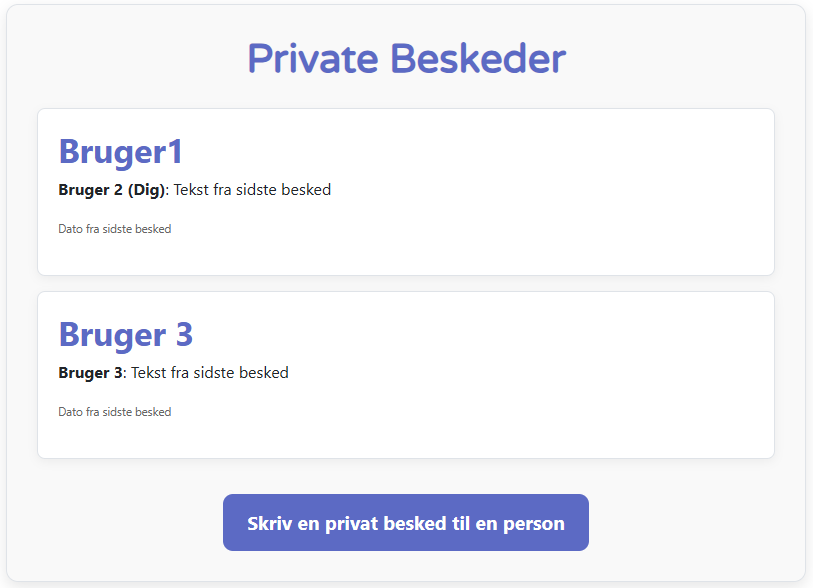 Private Beskeder
Bruger1
Bruger 2 (Dig): Tekst fra sidste besked
Dato fra sidste besked
Bruger 3
Bruger 3: Tekst fra sidste besked
Dato fra sidste besked
Skriv en privat besked til en person